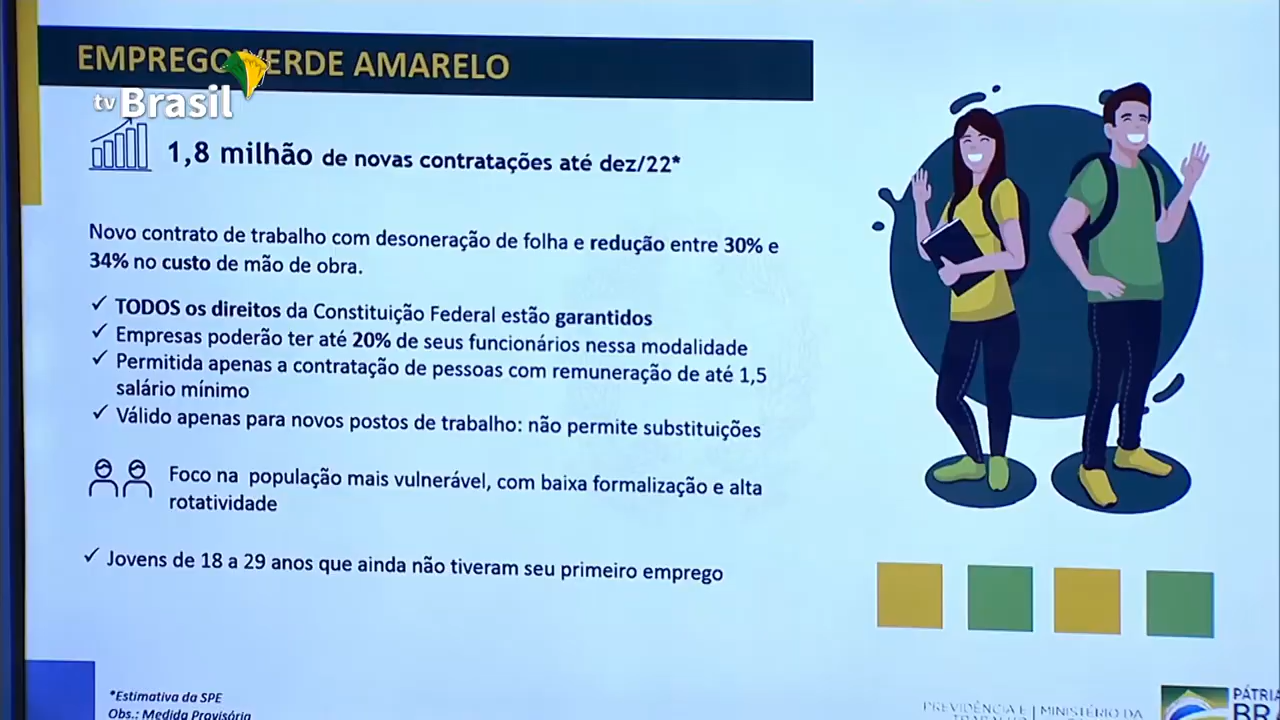 EMPREGO VERDE AMARELO
tv Brasil
1,8 milhão de novas contratações até dez/22*
Novo contrato de trabalho com desoneração de folha e redução entre 30% e
34% no custo de mão de obra.
✓ TODOS os direitos da Constituição Federal estão garantidos
✓ Empresas poderão ter até 20% de seus funcionários nessa modalidade
✓ Permitida apenas a contratação de pessoas com remuneração de até 1,5
salário mínimo
✓ Válido apenas para novos postos de trabalho: não permite substituições
Foco na população mais vulnerável, com baixa formalização e alta
rotatividade
✓ Jovens de 18 a 29 anos que ainda não tiveram seu primeiro emprego
*Estimativa da SPE
Obs.: Medida Provisória
PREVIDÊNCIA E
TRABALHO
MINISTÉRIO DA
PÁTRIA
BRA